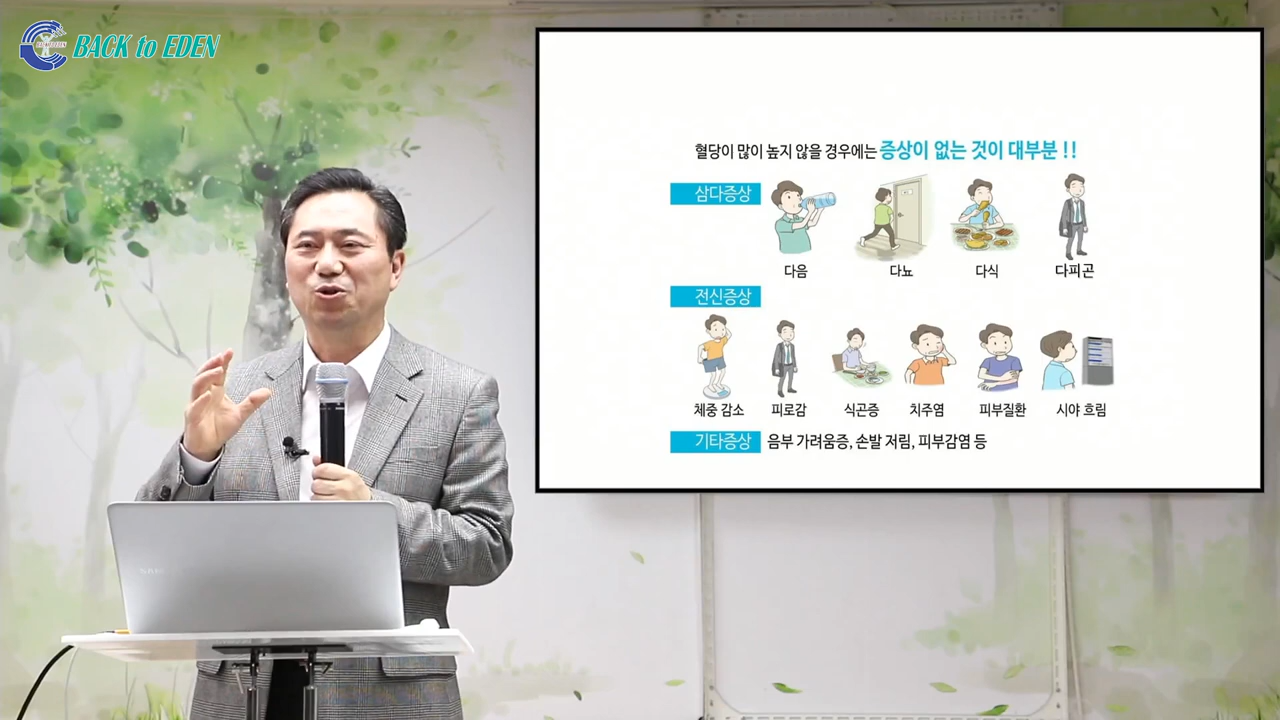 BACK to EDEN
혈당이 많이 높지 않을 경우에는 증상이 없는 것이 대부분 !!
삼다증상
다음 다뇨 다식 다피곤
전신증상
체중 감소 피로감 식곤증 치주염 피부질환 시야 흐림
기타증상 음부 가려움증, 손발 저림, 피부감염 등